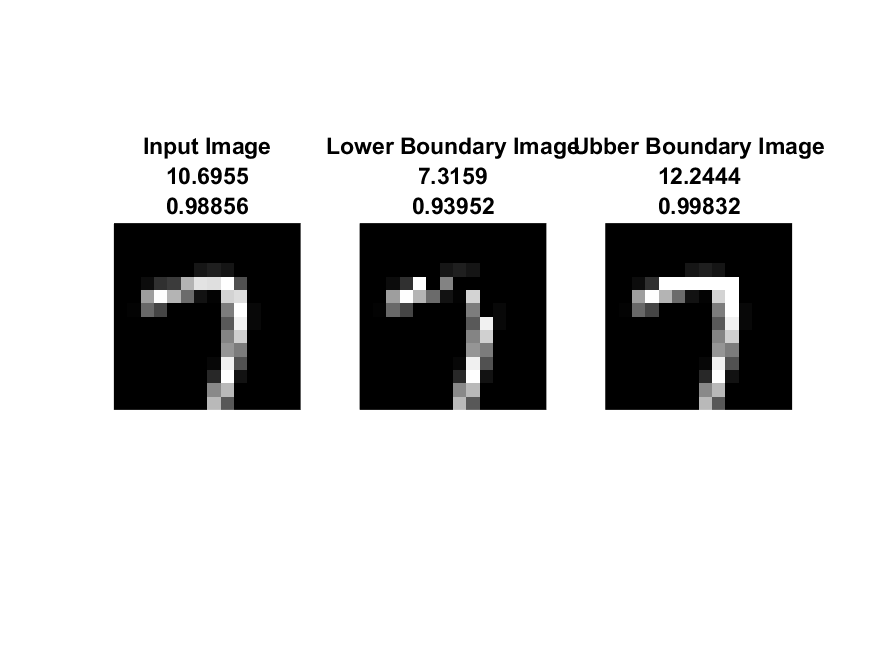 Input Image
10.6955
0.98856
Lower Boundary Image
7.3159
0.93952
Ubber Boundary Image
12.2444
0.99832